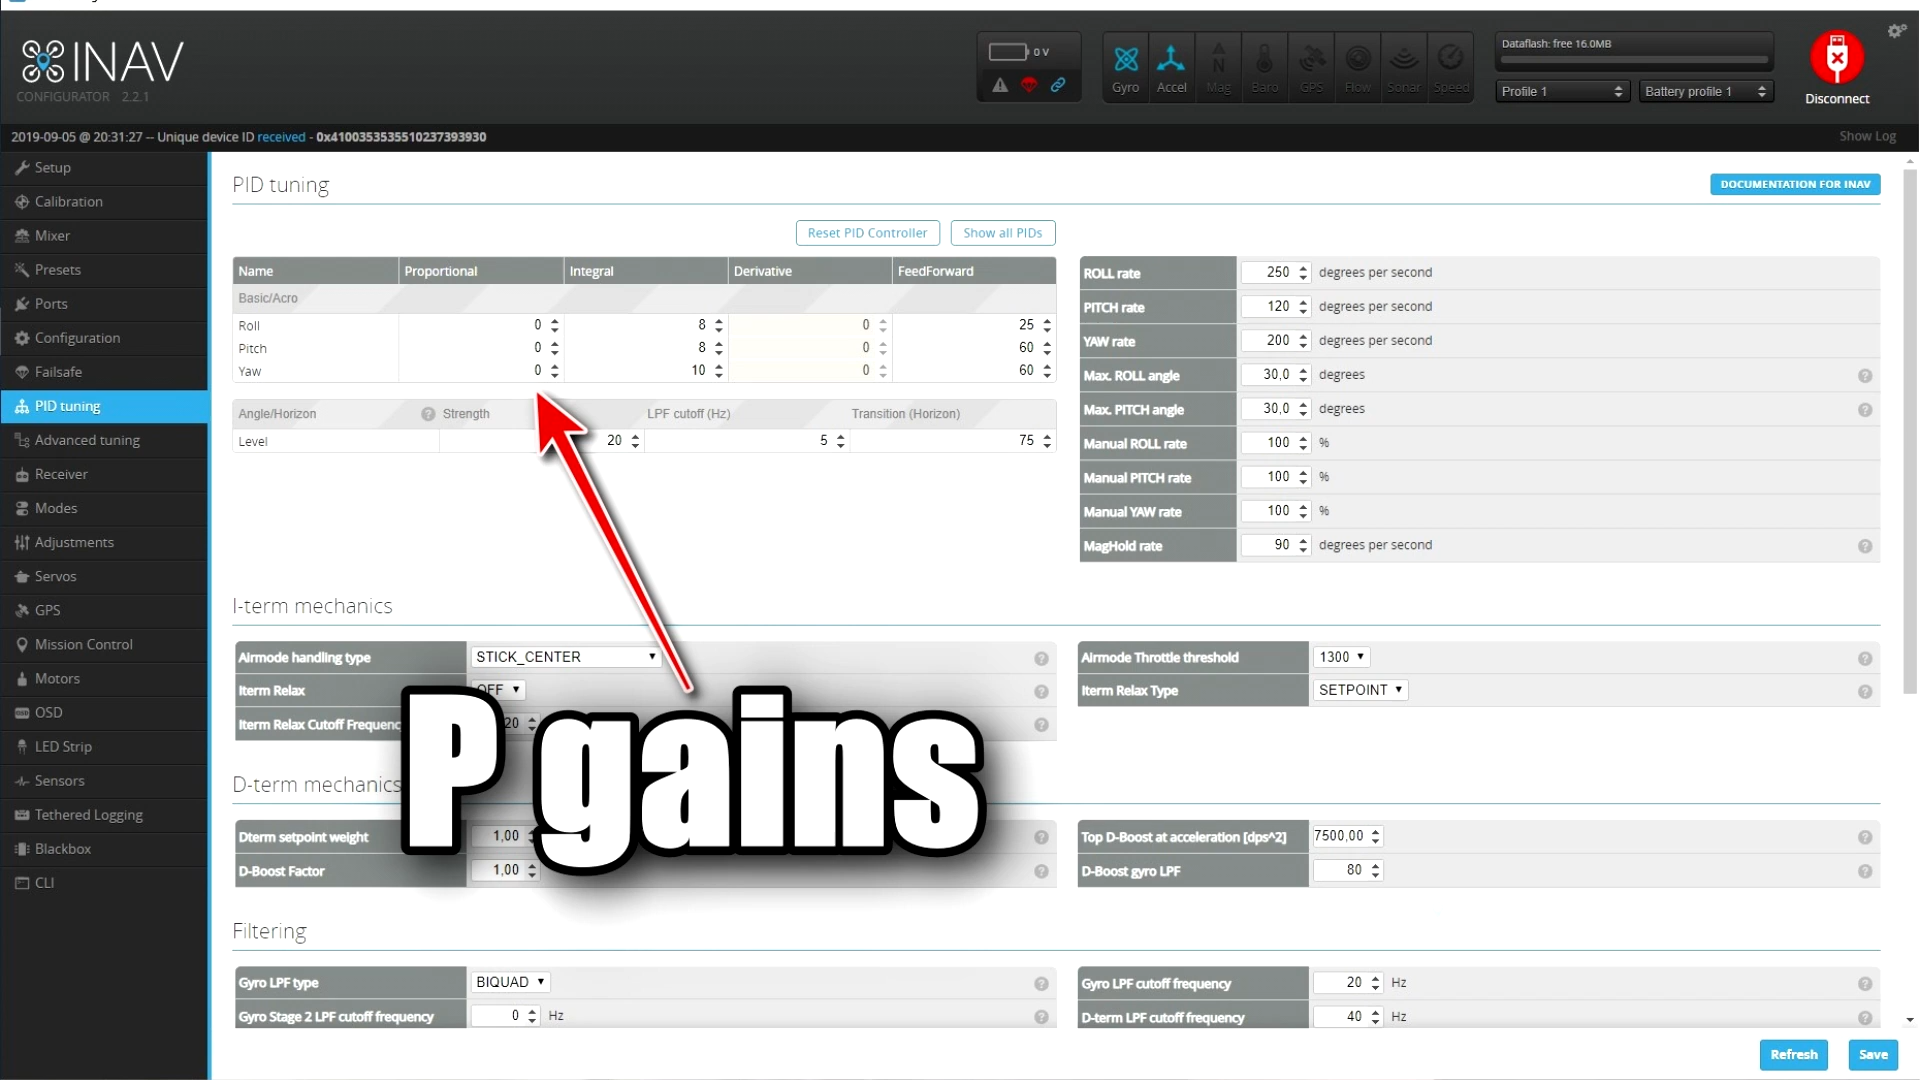 INAV
CONFIGURATOR 2.2.1
0 V
Gyro Accel Mag Baro GPS Flow Sonar Speed
Dataflash: free 16.0MB
Profile 1 Battery profile 1
Disconnect
2019-09-05 @ 20:31:27 -- Unique device ID received - 0x4100353535510237393930
Show Log
Setup
Calibration
Mixer
Presets
Ports
Configuration
Failsafe
PID tuning
Advanced tuning
Receiver
Modes
Adjustments
Servos
GPS
Mission Control
Motors
OSD
LED Strip
Sensors
Tethered Logging
Blackbox
CLI
PID tuning
DOCUMENTATION FOR INAV
Reset PID Controller Show all PIDs
Name Proportional Integral Derivative FeedForward
Basic/Acro
Roll 0 8 0 25
Pitch 0 8 0 60
Yaw 0 10 0 60
Angle/Horizon ? Strength LPF cutoff (Hz) Transition (Horizon)
Level 20 5 75
ROLL rate 250 degrees per second
PITCH rate 120 degrees per second
YAW rate 200 degrees per second
Max. ROLL angle 30,0 degrees ?
Max. PITCH angle 30,0 degrees ?
Manual ROLL rate 100 %
Manual PITCH rate 100 %
Manual YAW rate 100 %
MagHold rate 90 degrees per second ?
I-term mechanics
Airmode handling type STICK_CENTER ?
Airmode Throttle threshold 1300 ?
Iterm Relax OFF ?
Iterm Relax Type SETPOINT ?
Iterm Relax Cutoff Frequenc 20 ?
P gains
D-term mechanics
Dterm setpoint weight 1,00 ?
Top D-Boost at acceleration [dps^2] 7500,00 ?
D-Boost Factor 1,00 ?
D-Boost gyro LPF 80 ?
Filtering
Gyro LPF type BIQUAD ?
Gyro LPF cutoff frequency 20 Hz ?
Gyro Stage 2 LPF cutoff frequency 0 Hz ?
D-term LPF cutoff frequency 40 Hz ?
Refresh Save